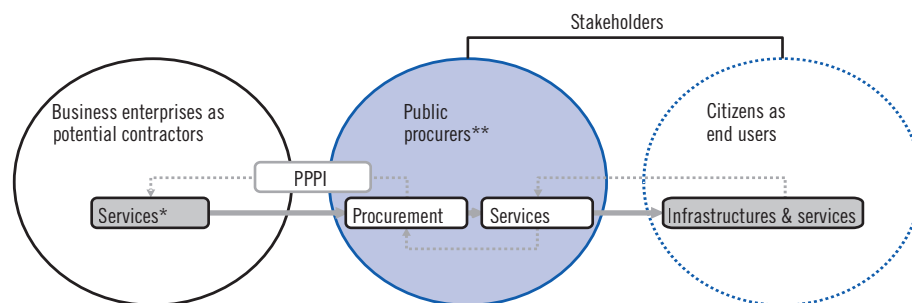 Stakeholders
Business enterprises as
potential contractors
Public
procurers**
Citizens as
end users
PPPI
Services*
Procurement
Services
Infrastructures & services